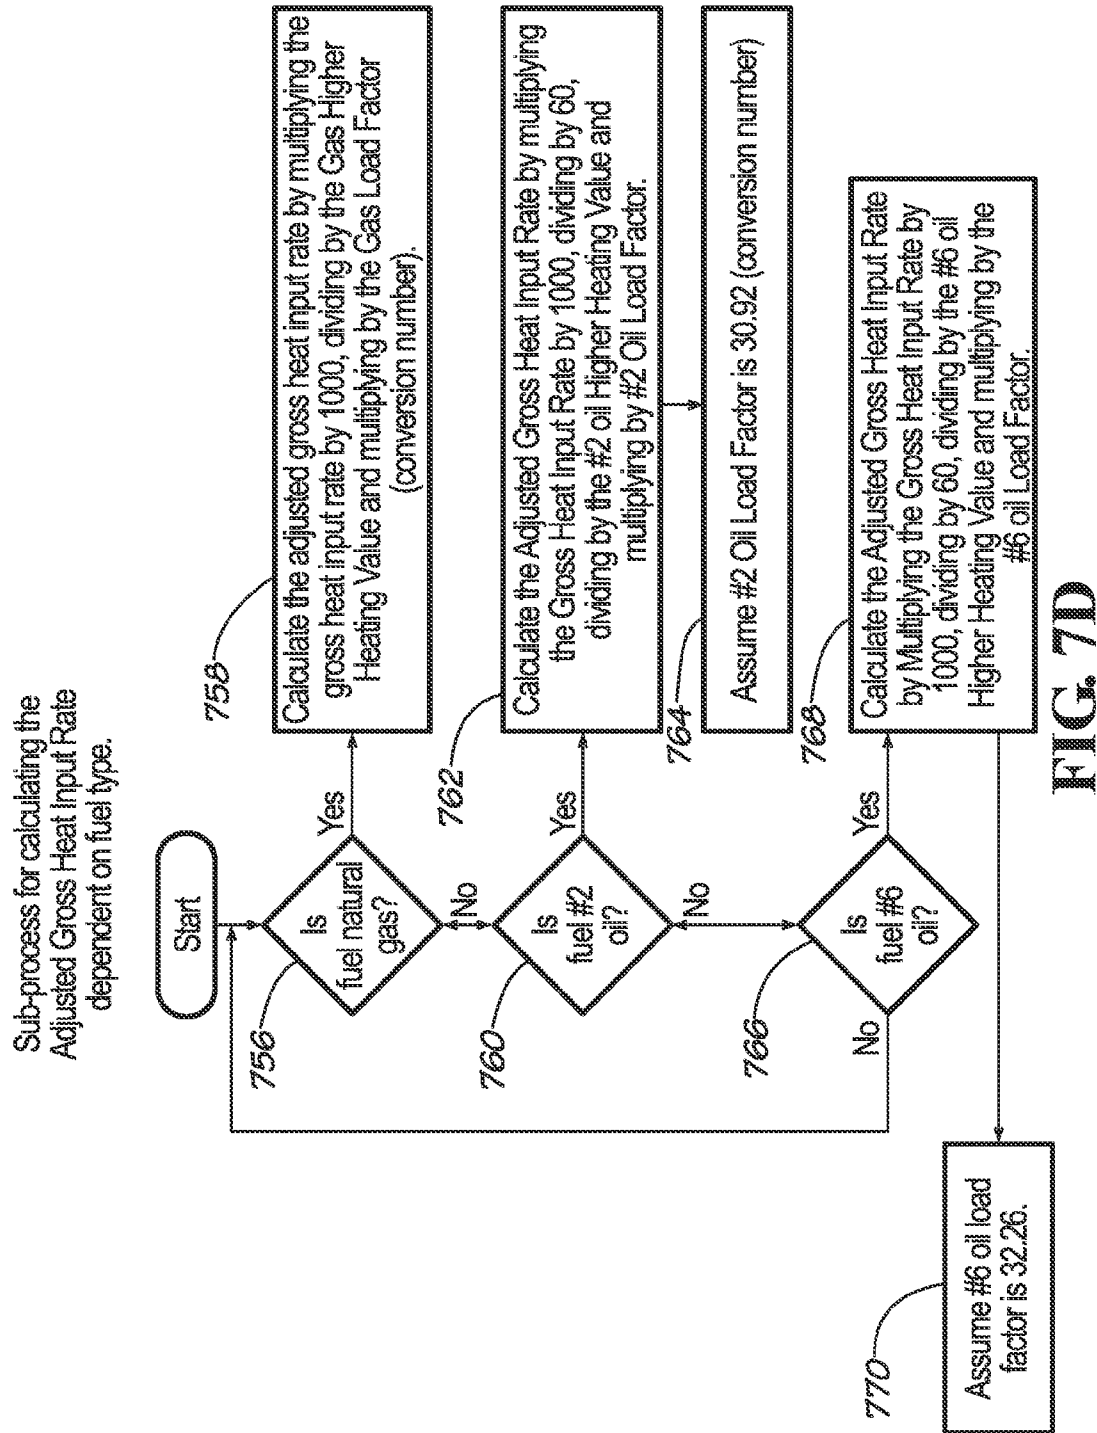 Sub-process for calculating the
Adjusted Gross Heat Input Rate
dependent on fuel type.
Start
756
Is
fuel natural
gas?
Yes
No
758
Calculate the adjusted gross heat input rate by multiplying the
gross heat input rate by 1000, dividing by the Gas Higher
Heating Value and multiplying by the Gas Load Factor
(conversion number).
760
Is
fuel #2
oil?
Yes
No
762
Calculate the Adjusted Gross Heat Input Rate by multiplying
the Gross Heat Input Rate by 1000, dividing by 60,
dividing by the #2 oil Higher Heating Value and
multiplying by #2 Oil Load Factor.
764
Assume #2 Oil Load Factor is 30.92 (conversion number)
766
Is
fuel #6
oil?
Yes
No
768
Calculate the Adjusted Gross Heat Input Rate
by Multiplying the Gross Heat Input Rate by
1000, dividing by 60, dividing by the #6 oil
Higher Heating Value and multiplying by the
#6 oil Load Factor.
770
Assume #6 oil load
factor is 32.26.
FIG. 7D